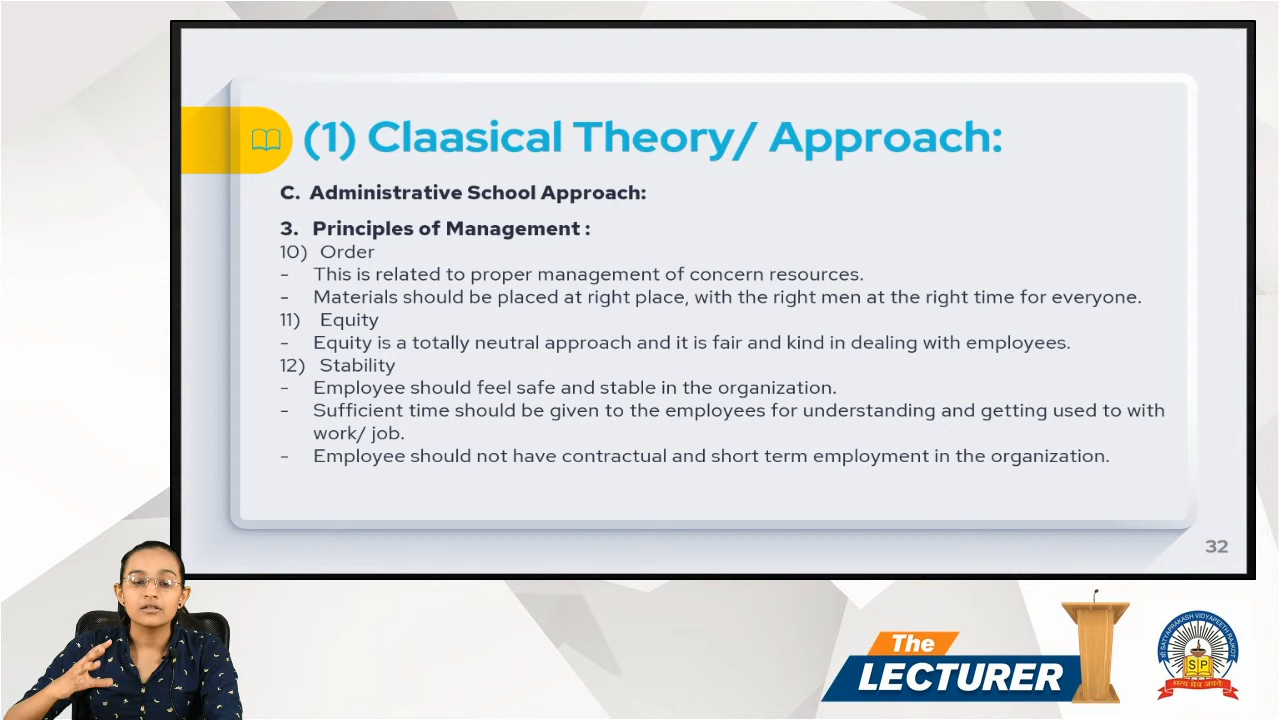 (1) Claasical Theory/ Approach:
C. Administrative School Approach:
3. Principles of Management :
10) Order
- This is related to proper management of concern resources.
- Materials should be placed at right place, with the right men at the right time for everyone.
11) Equity
- Equity is a totally neutral approach and it is fair and kind in dealing with employees.
12) Stability
- Employee should feel safe and stable in the organization.
- Sufficient time should be given to the employees for understanding and getting used to with
work/ job.
- Employee should not have contractual and short term employment in the organization.
32
The
LECTURER
SATYAPRAKASH VIDYAPEETH RAJKOT
S P
सत्य मेव जयते